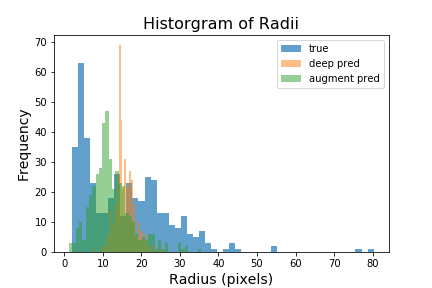 Historgram of Radii
true
deep pred
augment pred
Frequency
70
60
50
40
30
20
10
0
0 10 20 30 40 50 60 70 80
Radius (pixels)